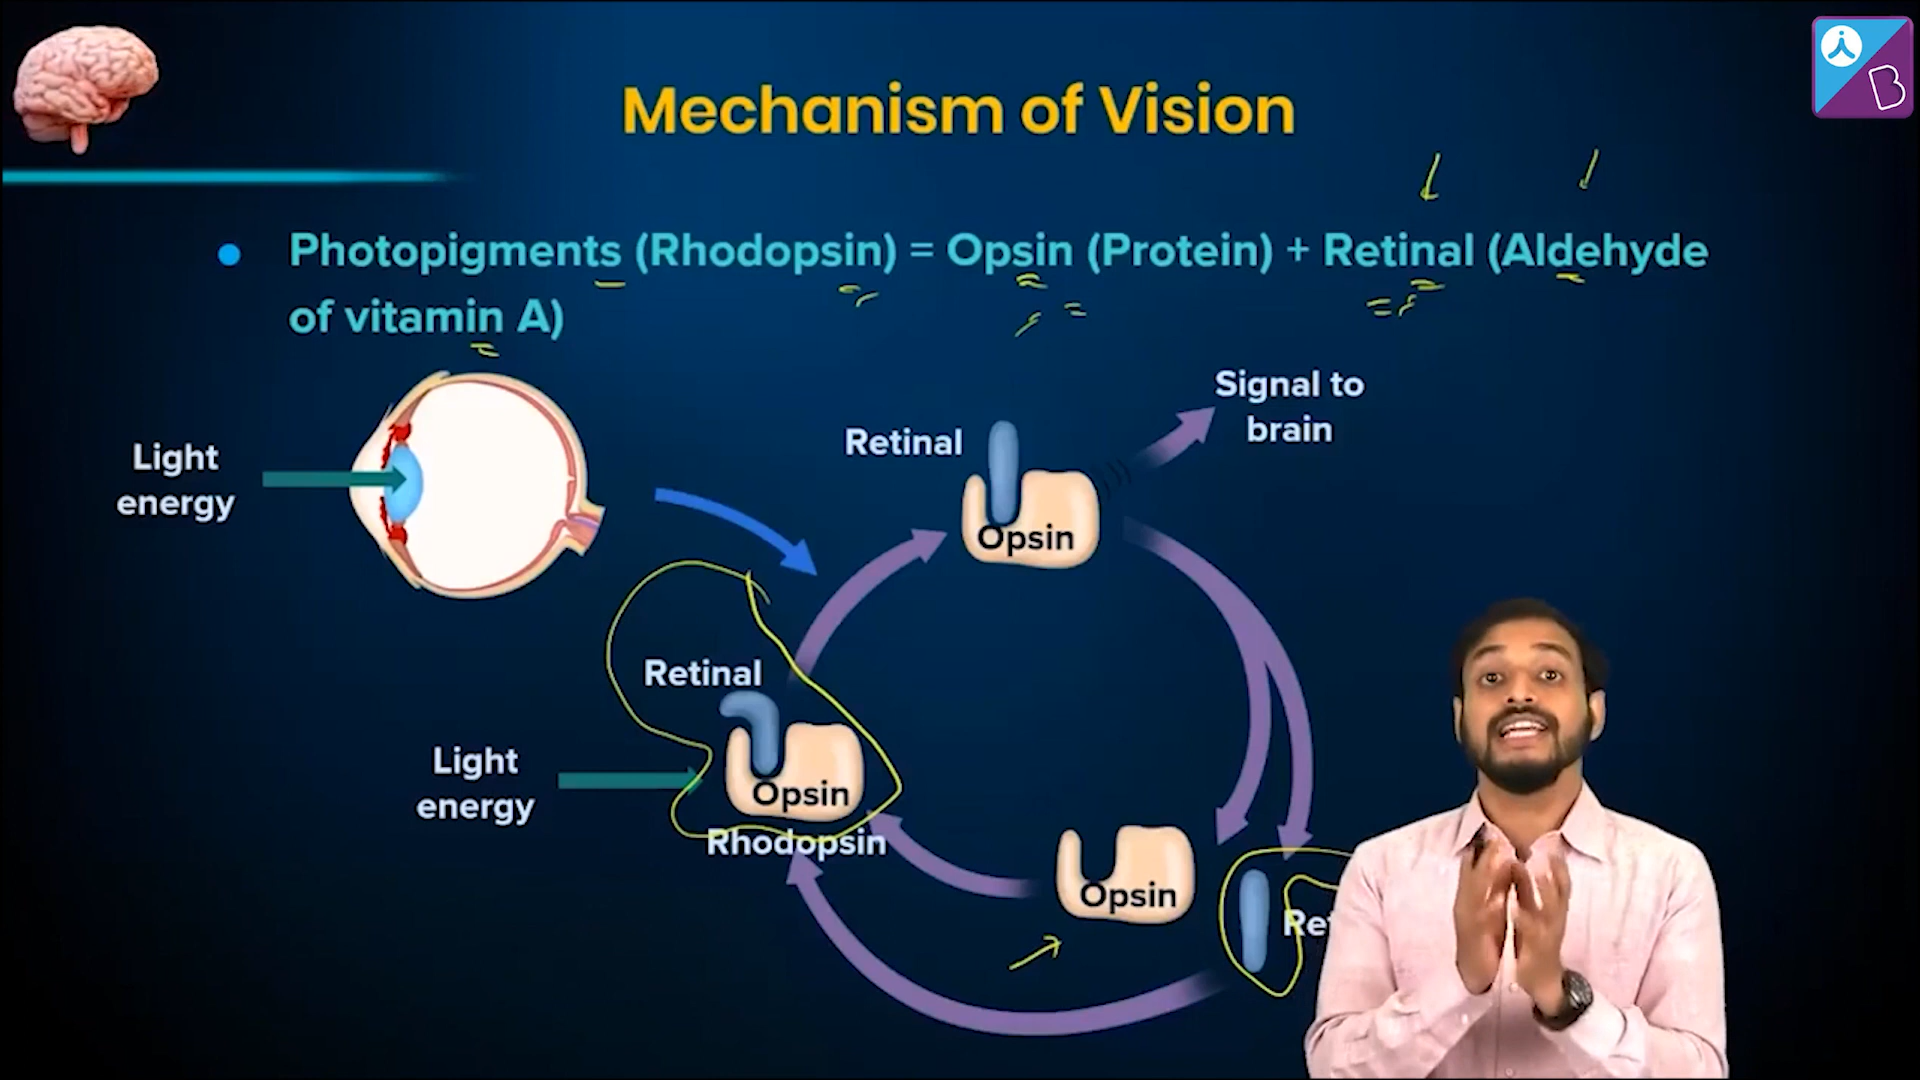 Mechanism of Vision
Photopigments (Rhodopsin) = Opsin (Protein) + Retinal (Aldehyde
of vitamin A)
Signal to
brain
Retinal
Light
energy
Opsin
Retinal
Light
energy
Opsin
Rhodopsin
Opsin
Ret
B